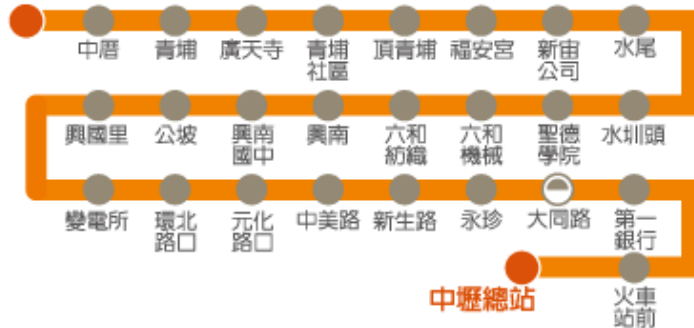 中厝
青埔
廣天寺
青埔
社區
頂青埔
福安宮
新宙
公司
水尾
興國里
公坡
興南
國中
興南
六和
紡織
六和
機械
聖德
學院
水圳頭
變電所
環北
路口
元化
路口
中美路
新生路
永珍
大同路
第一
銀行
中壢總站
火車
站前